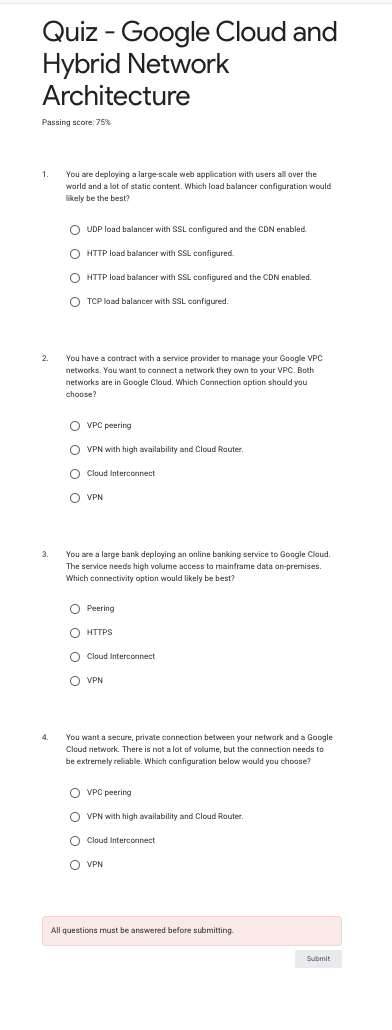 Quiz - Google Cloud and
Hybrid Network
Architecture
Passing score: 75%
1. You are deploying a large-scale web application with users all over the
world and a lot of static content. Which load balancer configuration would
likely be the best?
UDP load balancer with SSL configured and the CDN enabled.
HTTP load balancer with SSL configured.
HTTP load balancer with SSL configured and the CDN enabled.
TCP load balancer with SSL configured.
2. You have a contract with a service provider to manage your Google VPC
networks. You want to connect a network they own to your VPC. Both
networks are in Google Cloud. Which Connection option should you
choose?
VPC peering
VPN with high availability and Cloud Router.
Cloud Interconnect
VPN
3. You are a large bank deploying an online banking service to Google Cloud.
The service needs high volume access to mainframe data on-premises.
Which connectivity option would likely be best?
Peering
HTTPS
Cloud Interconnect
VPN
4. You want a secure, private connection between your network and a Google
Cloud network. There is not a lot of volume, but the connection needs to
be extremely reliable. Which configuration below would you choose?
VPC peering
VPN with high availability and Cloud Router.
Cloud Interconnect
VPN
All questions must be answered before submitting.
Submit